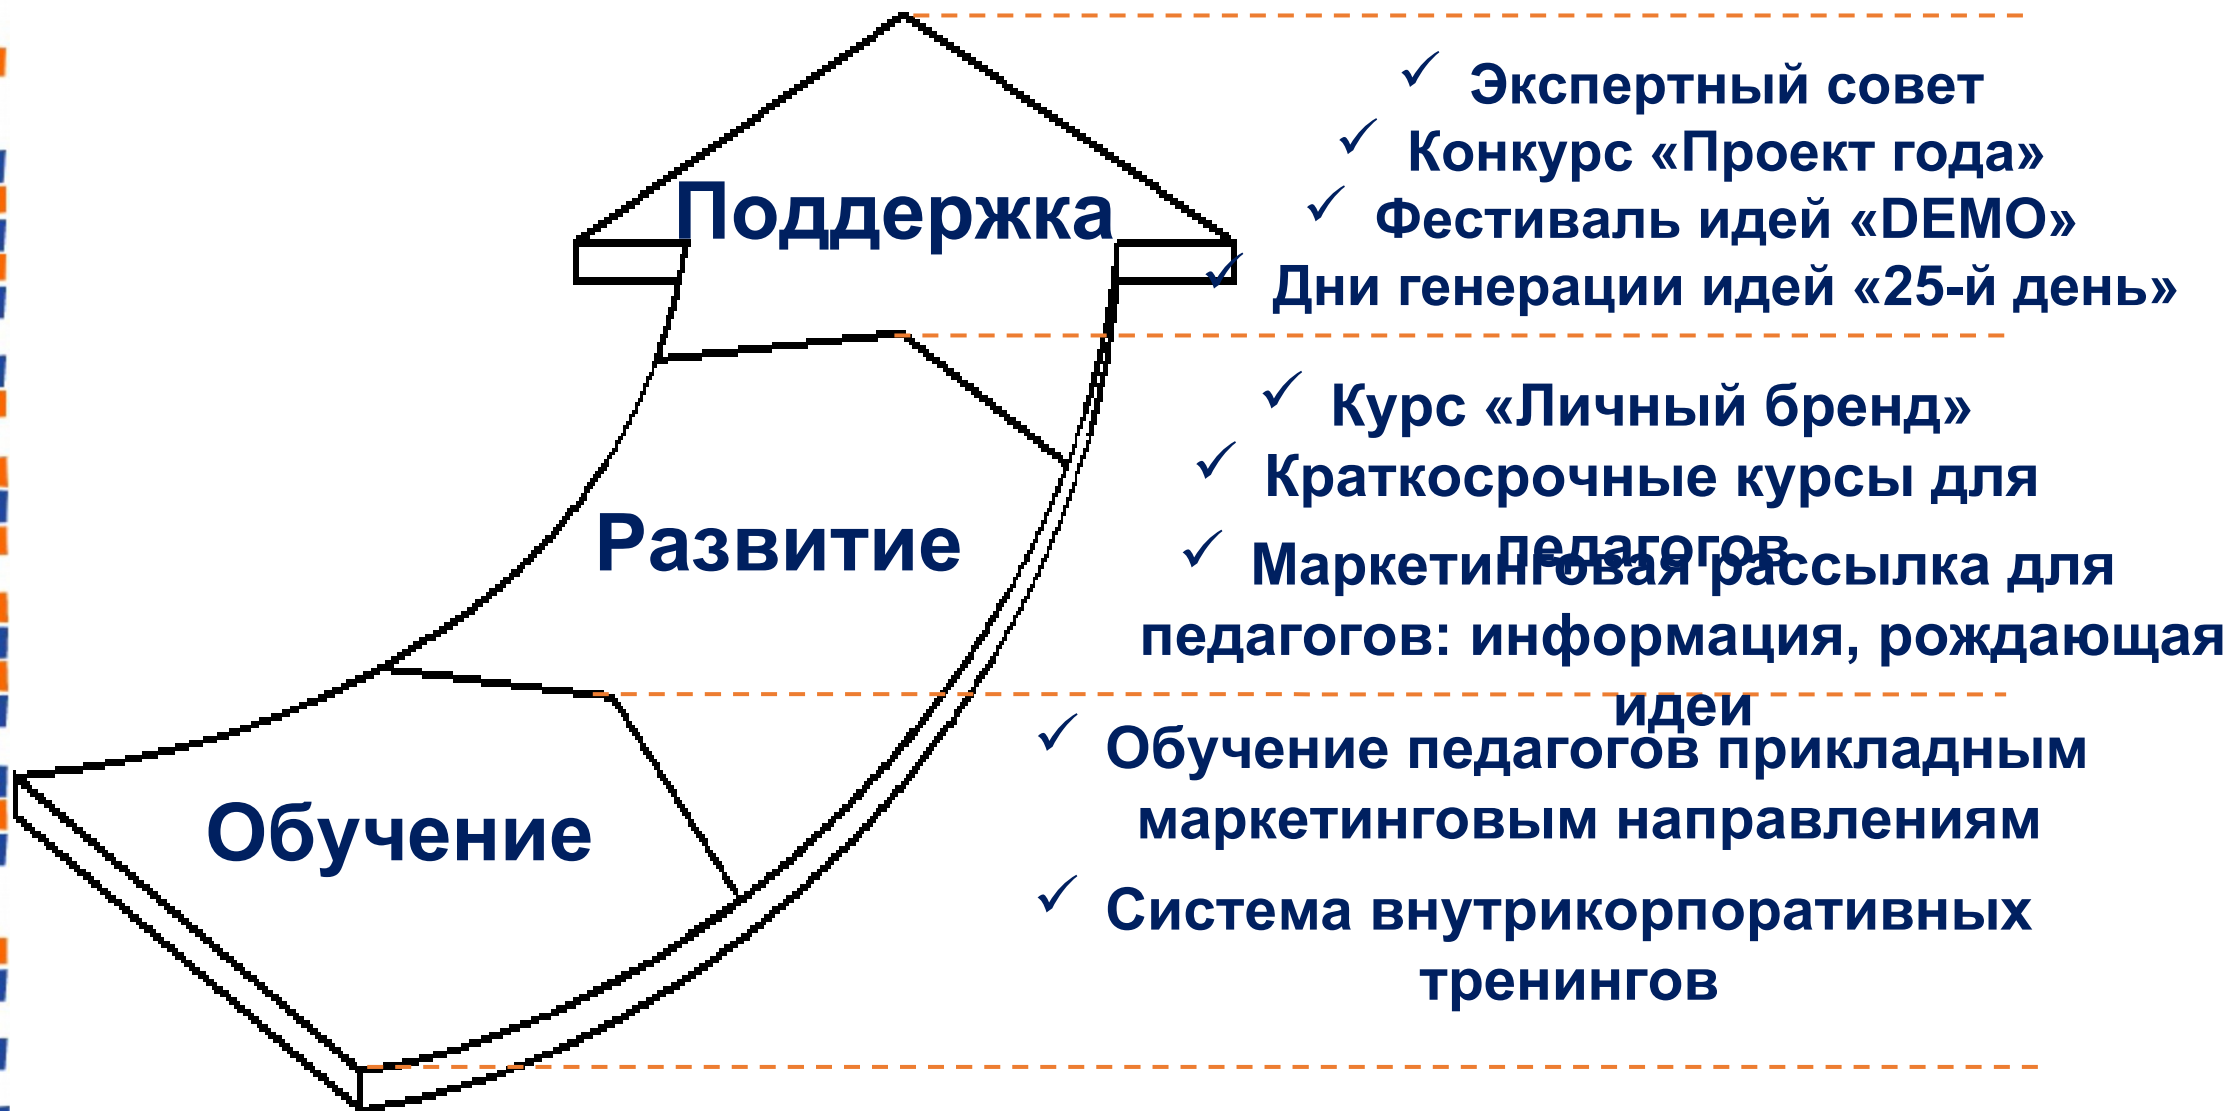 Поддержка
✓ Экспертный совет
✓ Конкурс «Проект года»
✓ Фестиваль идей «DEMO»
✓ Дни генерации идей «25-й день»
Развитие
✓ Курс «Личный бренд»
✓ Краткосрочные курсы для
педагогов
✓ Маркетинговая рассылка для
педагогов: информация, рождающая
идеи
Обучение
✓ Обучение педагогов прикладным
маркетинговым направлениям
✓ Система внутрикорпоративных
тренингов